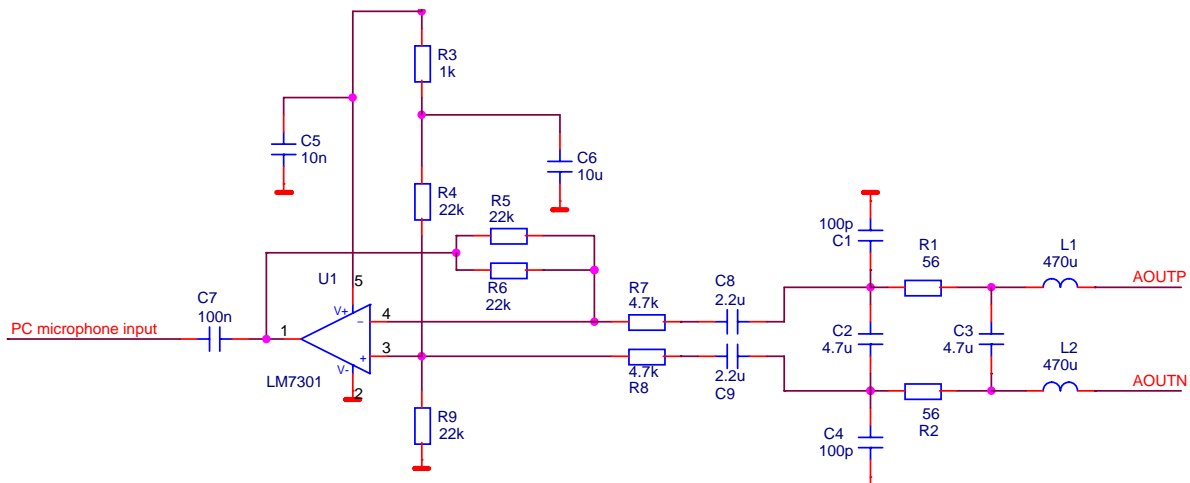 R3
1k
C5
10n
C6
10u
R4
22k
R5
22k
R6
22k
100p
C1
R1
56
L1
470u
AOUTP
U1
5
V+
C7
100n
PC microphone input
1
4
−
R7
4.7k
C8
2.2u
C2
4.7u
C3
4.7u
3
+
V-
2
LM7301
4.7k
R8
2.2u
C9
L2
470u
AOUTN
56
R2
R9
22k
C4
100p